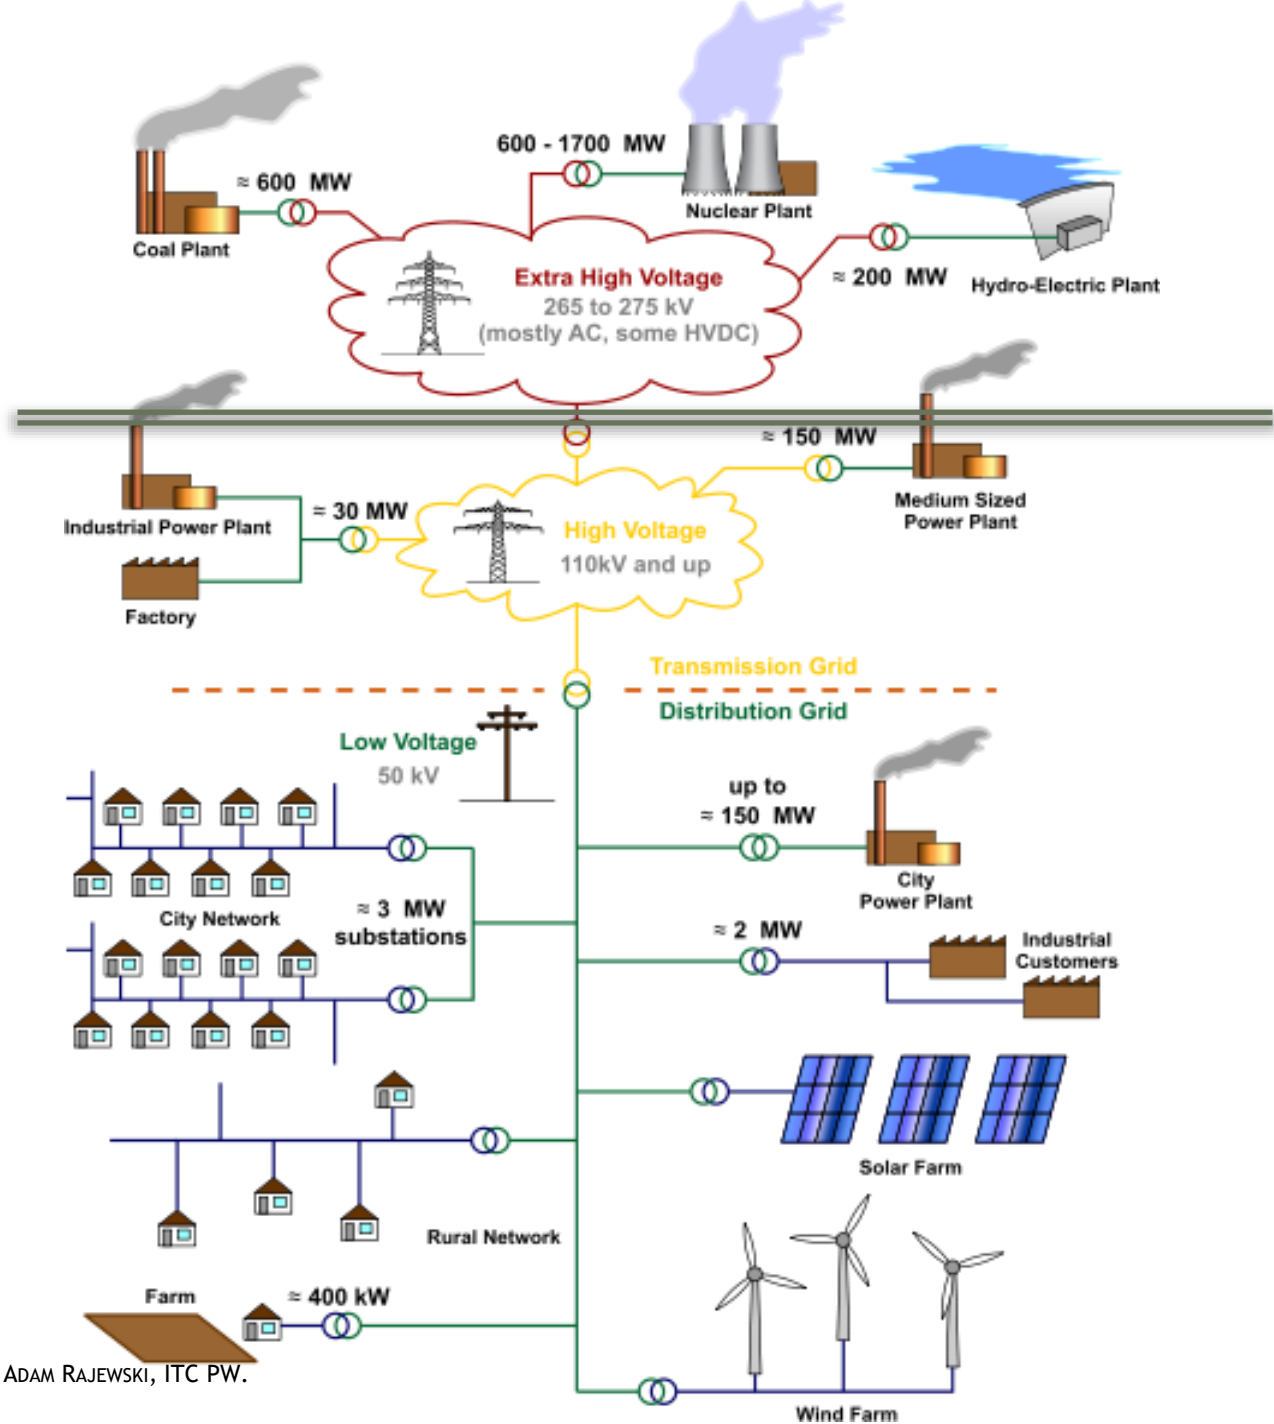 600 - 1700 MW
≈ 600 MW
Nuclear Plant
Coal Plant
≈ 200 MW
Hydro-Electric Plant
Extra High Voltage
265 to 275 kV
(mostly AC, some HVDC)
≈ 150 MW
Medium Sized
Power Plant
Industrial Power Plant
≈ 30 MW
High Voltage
110kV and up
Factory
Transmission Grid
Distribution Grid
Low Voltage
50 kV
up to
≈ 150 MW
City
Power Plant
City Network
≈ 3 MW
substations
≈ 2 MW
Industrial
Customers
Solar Farm
Rural Network
Farm
≈ 400 kW
ADAM RAJEWSKI, ITC PW.
Wind Farm